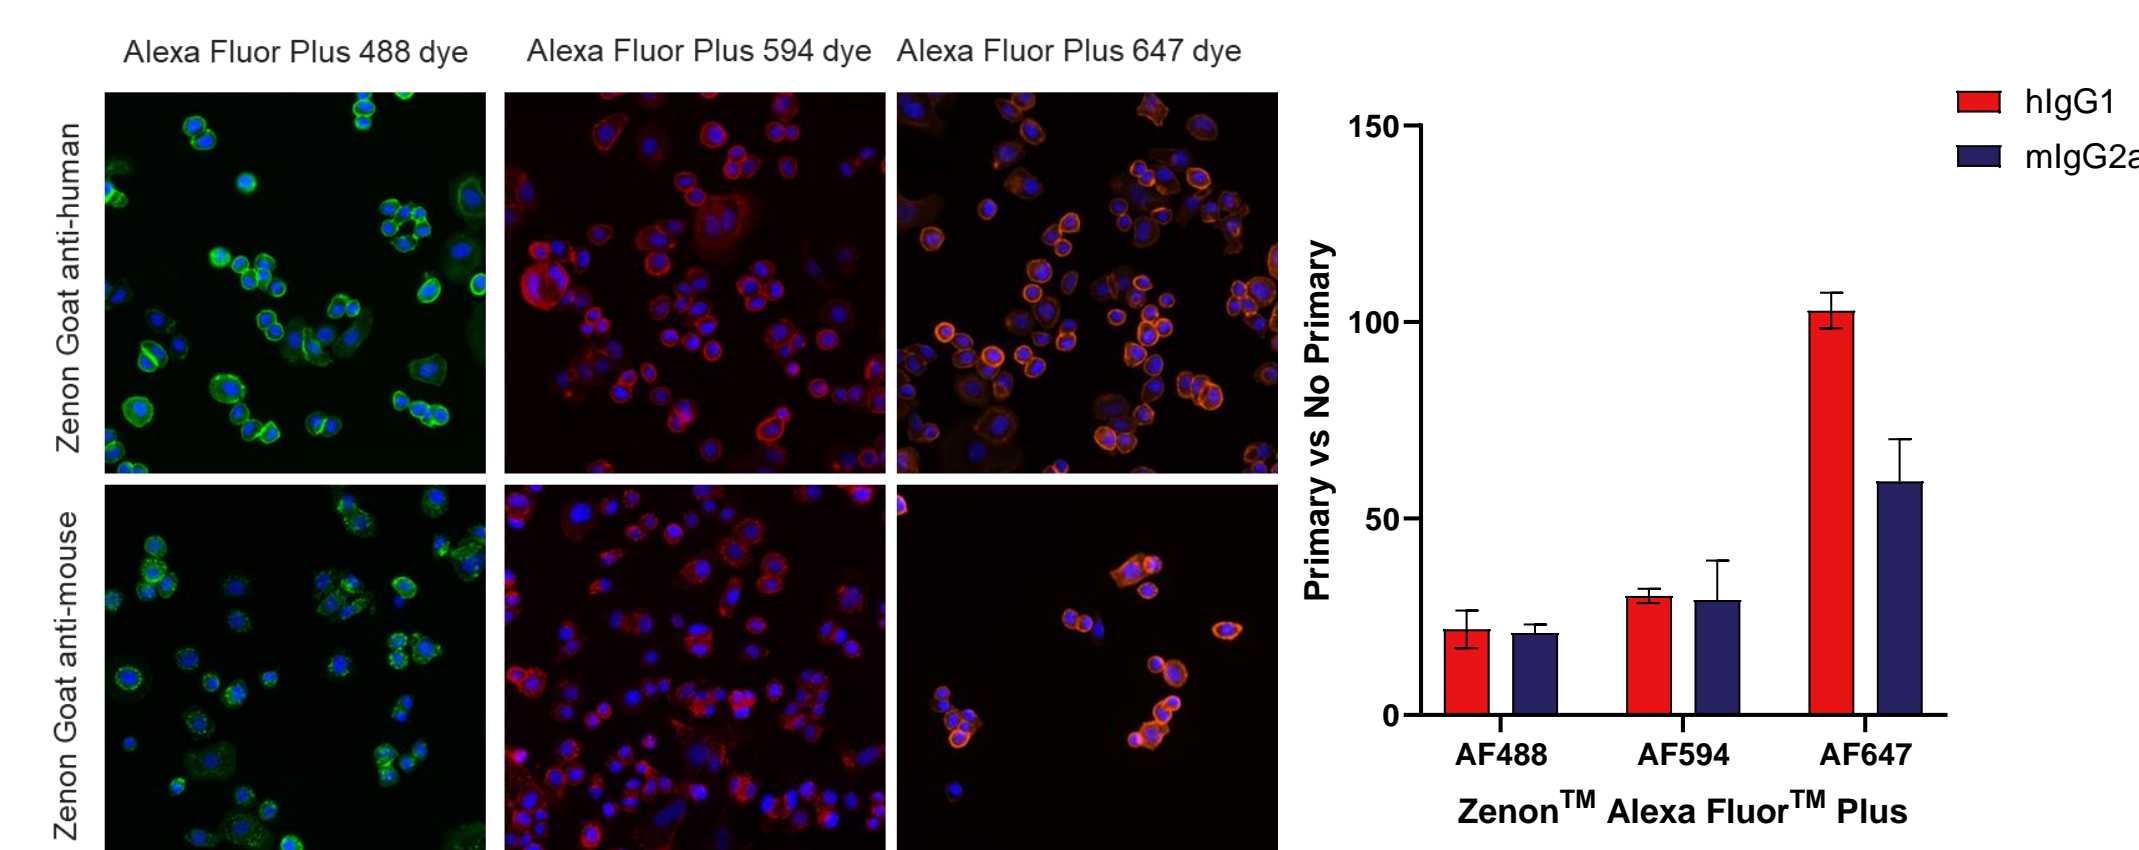 Alexa Fluor Plus 488 dye
Alexa Fluor Plus 594 dye
Alexa Fluor Plus 647 dye
Zenon Goat anti-human
Zenon Goat anti-mouse
hIgG1
mIgG2a
Primary vs No Primary
150
100
50
0
AF488
AF594
AF647
Zenon™ Alexa Fluor™ Plus